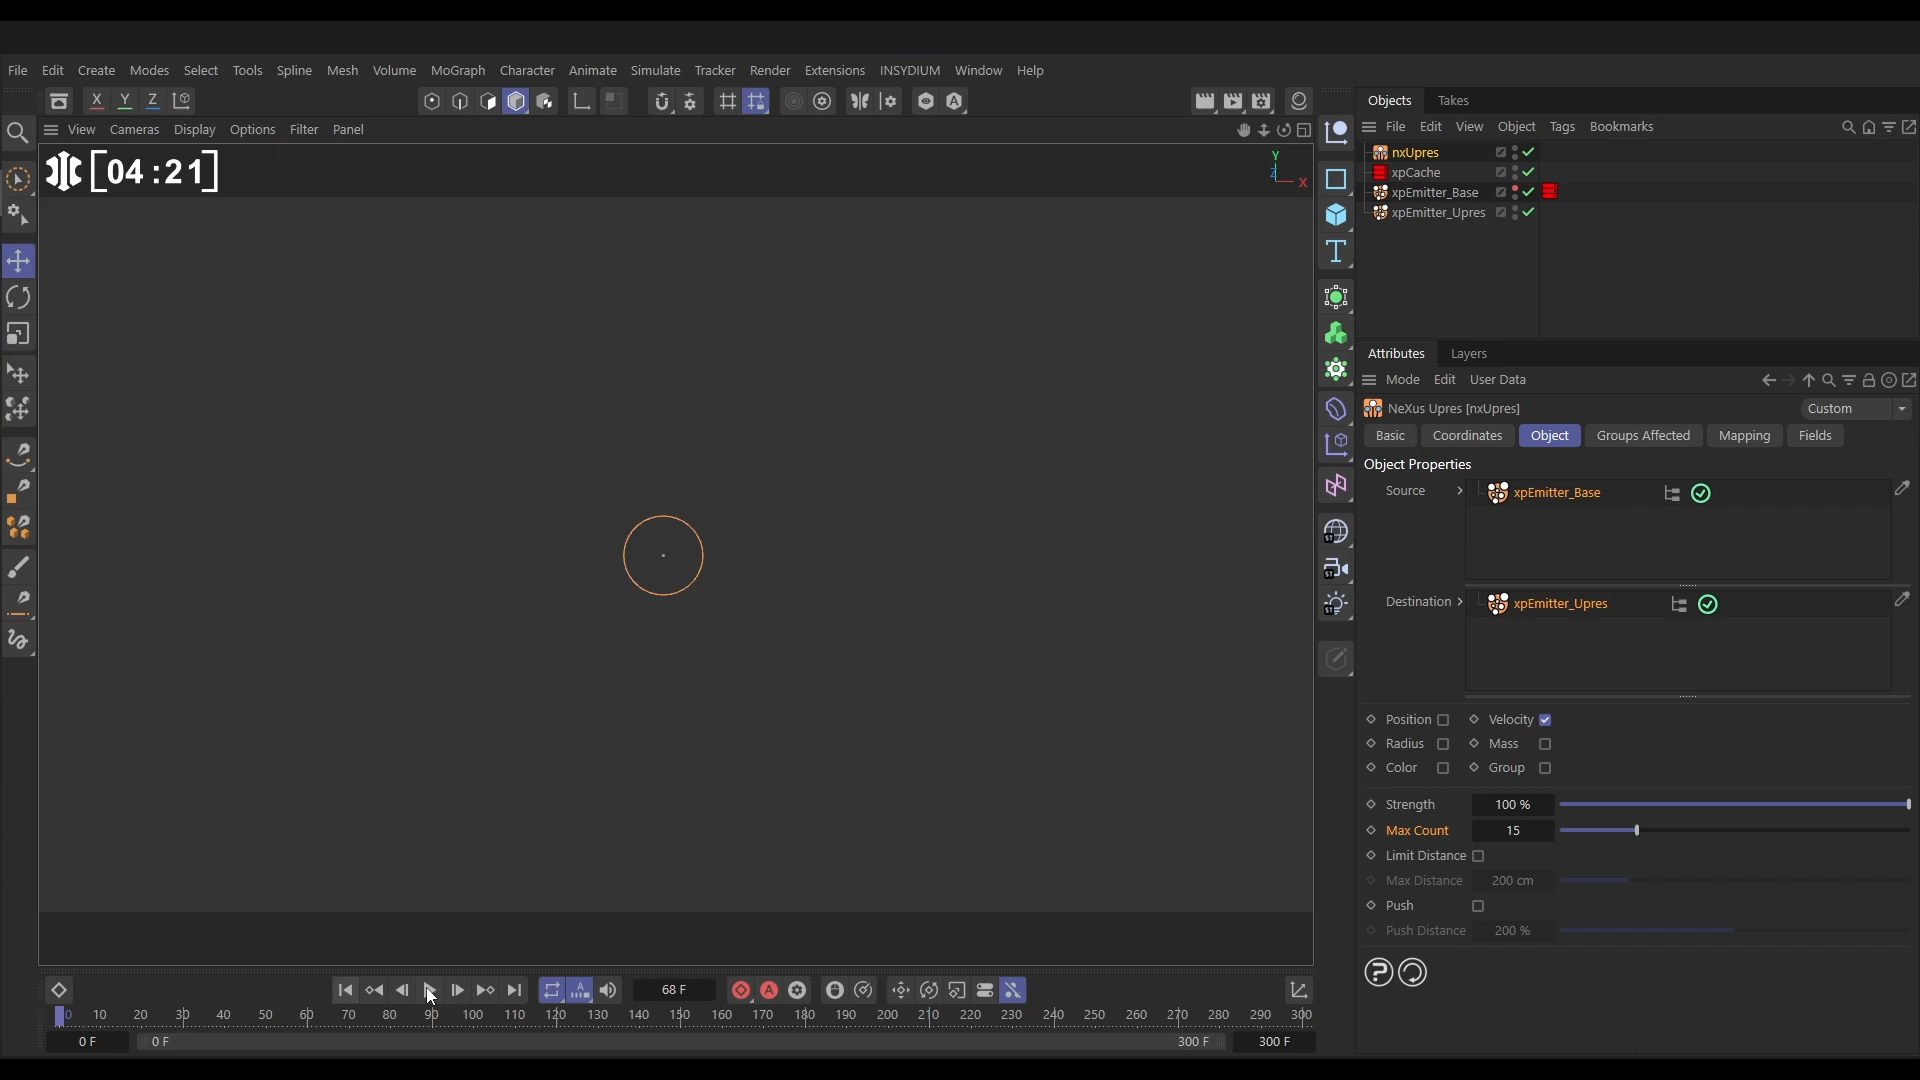 File Edit Create Modes Select Tools Spline Mesh Volume MoGraph Character Animate Simulate Tracker Render Extensions INSYDIUM Window Help
X Y Z
View Cameras Display Options Filter Panel
[04:21]
Y
Z
X
Objects Takes
File Edit View Object Tags Bookmarks
nxUpres
xpCache
xpEmitter_Base
xpEmitter_Upres
Attributes Layers
Mode Edit User Data
NeXus Upres [nxUpres] Custom
Basic Coordinates Object Groups Affected Mapping Fields
Object Properties
Source xpEmitter_Base
Destination xpEmitter_Upres
Position Velocity
Radius Mass
Color Group
Strength 100 %
Max Count 15
Limit Distance
Max Distance 200 cm
Push
Push Distance 200 %
68 F
0 10 20 30 40 50 60 70 80 90 100 110 120 130 140 150 160 170 180 190 200 210 220 230 240 250 260 270 280 290 300
0 F 0 F 300 F 300 F